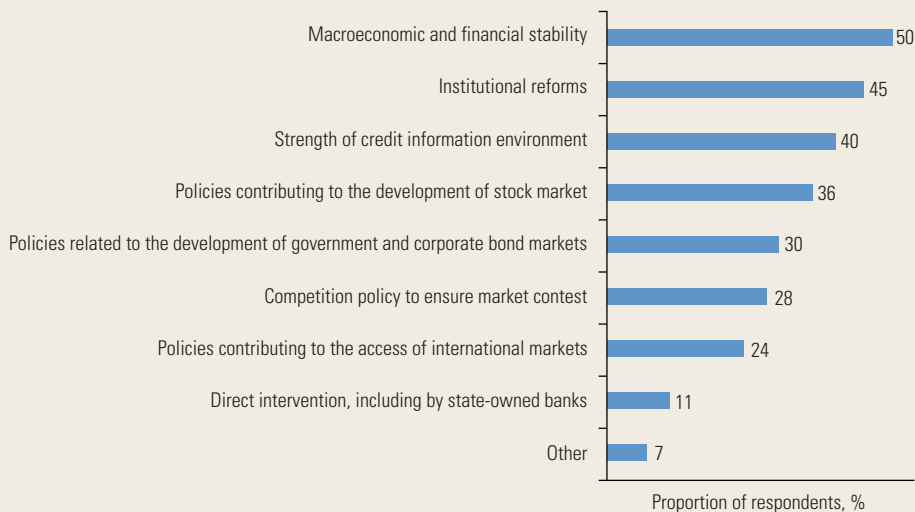 Macroeconomic and financial stability 50
Institutional reforms 45
Strength of credit information environment 40
Policies contributing to the development of stock market 36
Policies related to the development of government and corporate bond markets 30
Competition policy to ensure market contest 28
Policies contributing to the access of international markets 24
Direct intervention, including by state-owned banks 11
Other 7
Proportion of respondents, %